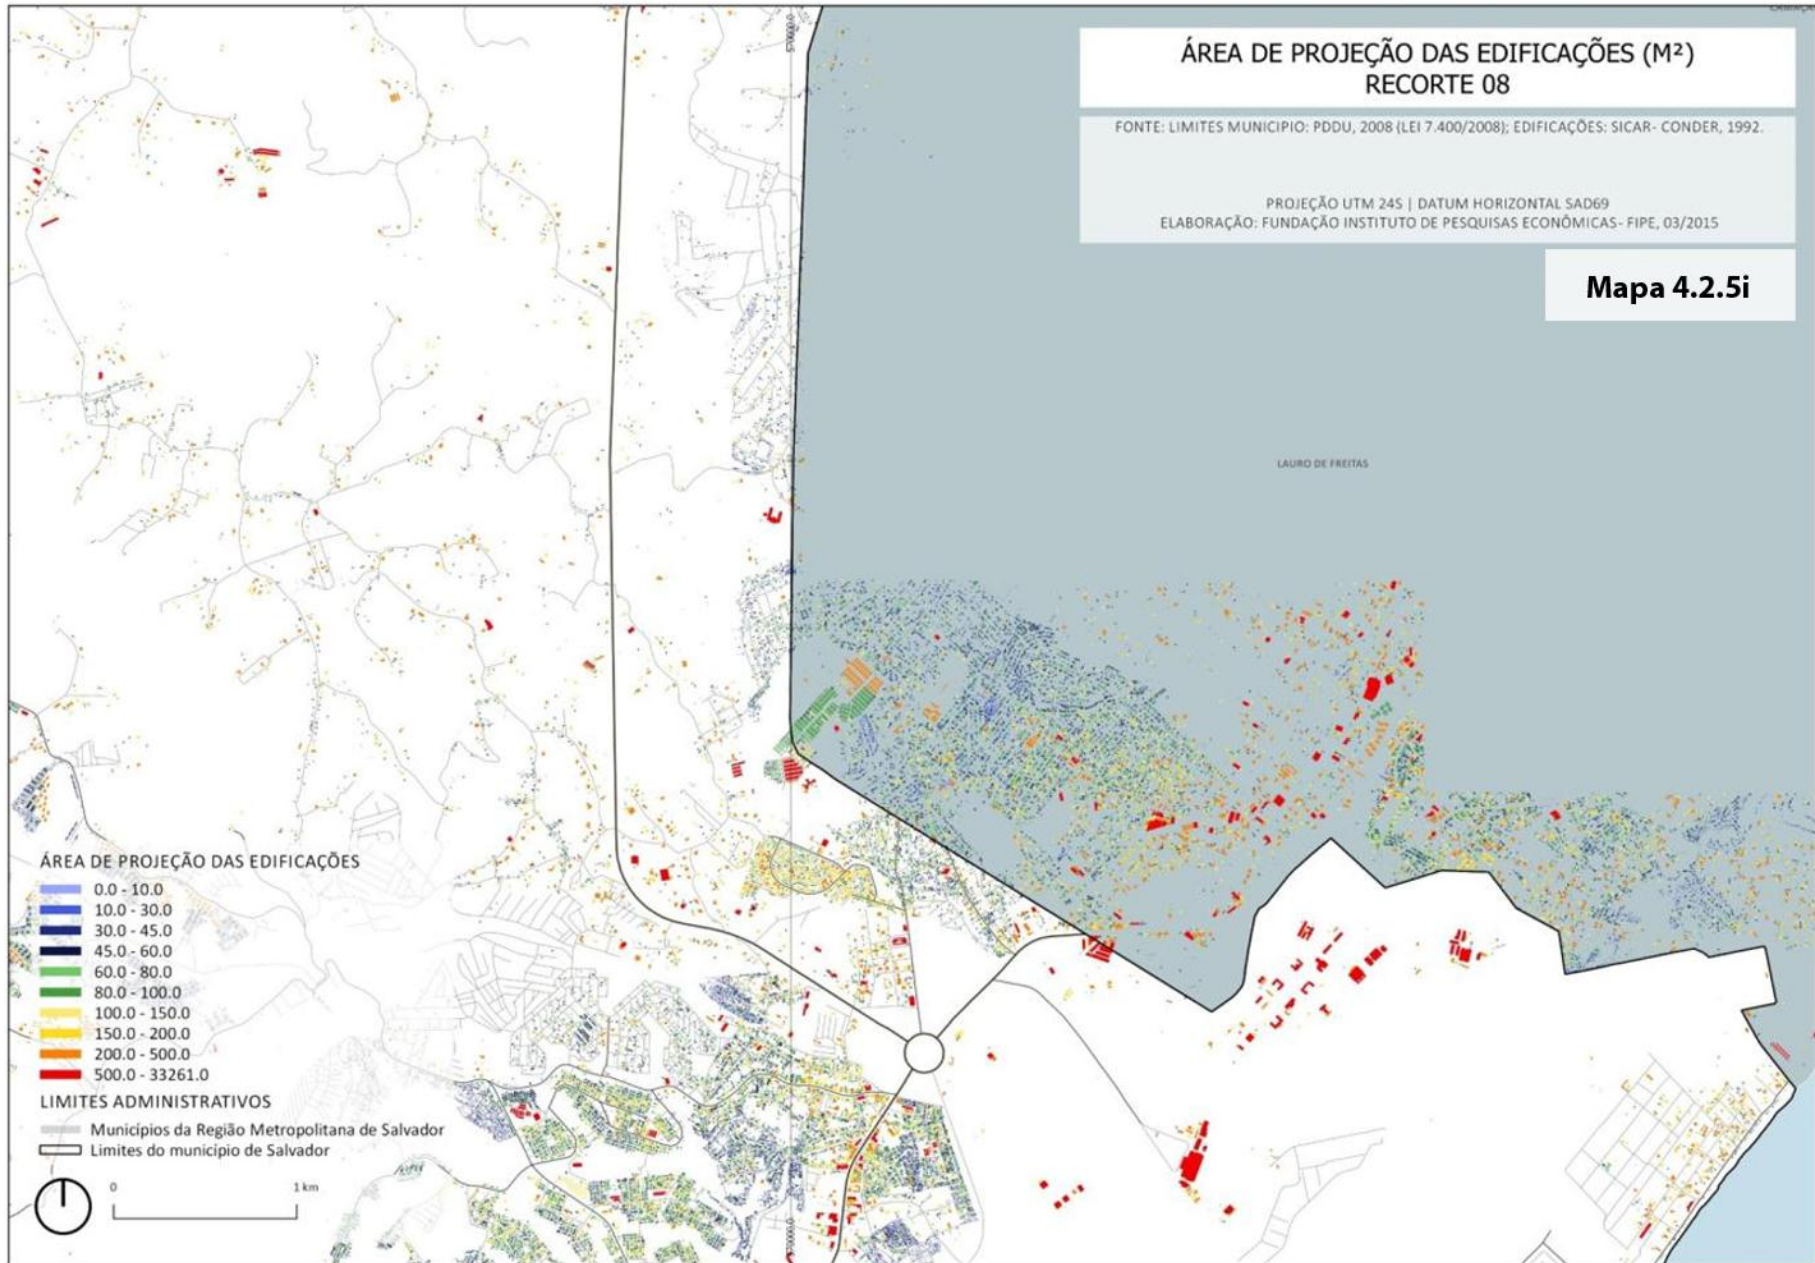 ÁREA DE PROJEÇÃO DAS EDIFICAÇÕES (M²)
RECORTE 08
FONTE: LIMITES MUNICIPIO: PDDU, 2008 (LEI 7.400/2008); EDIFICAÇÕES: SICAR- CONDER, 1992.
PROJEÇÃO UTM 24S | DATUM HORIZONTAL SAD69
ELABORAÇÃO: FUNDAÇÃO INSTITUTO DE PESQUISAS ECONÔMICAS- FIPE, 03/2015
Mapa 4.2.5i
LAURO DE FREITAS
ÁREA DE PROJEÇÃO DAS EDIFICAÇÕES
0.0 - 10.0
10.0 - 30.0
30.0 - 45.0
45.0 - 60.0
60.0 - 80.0
80.0 - 100.0
100.0 - 150.0
150.0 - 200.0
200.0 - 500.0
500.0 - 33261.0
LIMITES ADMINISTRATIVOS
Municípios da Região Metropolitana de Salvador
Limites do município de Salvador
0 1 km